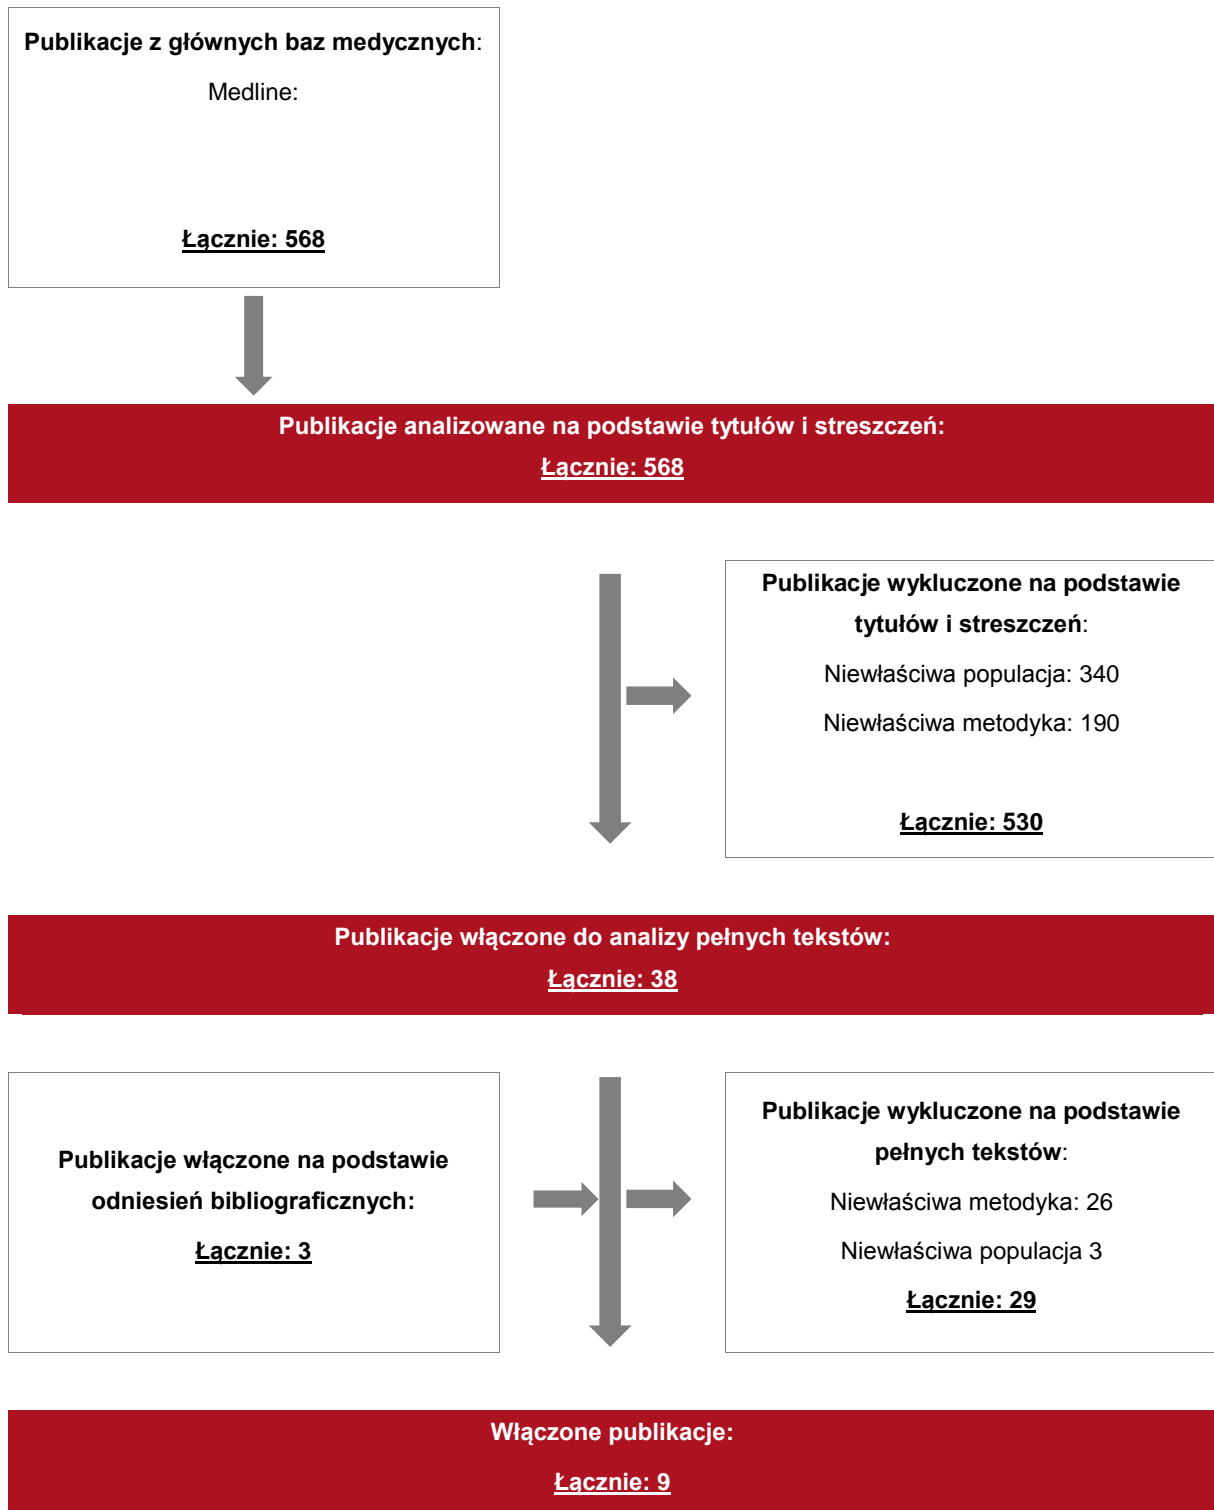 Publikacje z głównych baz medycznych:
Medline:
Łącznie: 568
Publikacje analizowane na podstawie tytułów i streszczeń:
Łącznie: 568
Publikacje wykluczone na podstawie
tytułów i streszczeń:
Niewłaściwa populacja: 340
Niewłaściwa metodyka: 190
Łącznie: 530
Publikacje włączone do analizy pełnych tekstów:
Łącznie: 38
Publikacje włączone na podstawie
odniesień bibliograficznych:
Łącznie: 3
Publikacje wykluczone na podstawie
pełnych tekstów:
Niewłaściwa metodyka: 26
Niewłaściwa populacja 3
Łącznie: 29
Włączone publikacje:
Łącznie: 9